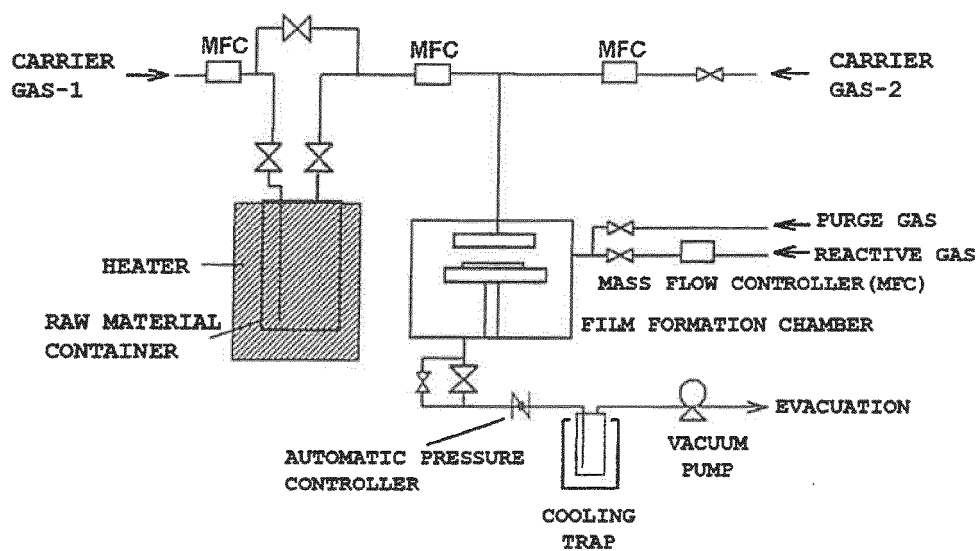 MFC
MFC
MFC
CARRIER
GAS-1
CARRIER
GAS-2
PURGE GAS
REACTIVE GAS
MASS FLOW CONTROLLER(MFC)
HEATER
RAW MATERIAL
CONTAINER
FILM FORMATION CHAMBER
EVACUATION
AUTOMATIC PRESSURE
CONTROLLER
VACUUM
PUMP
COOLING
TRAP